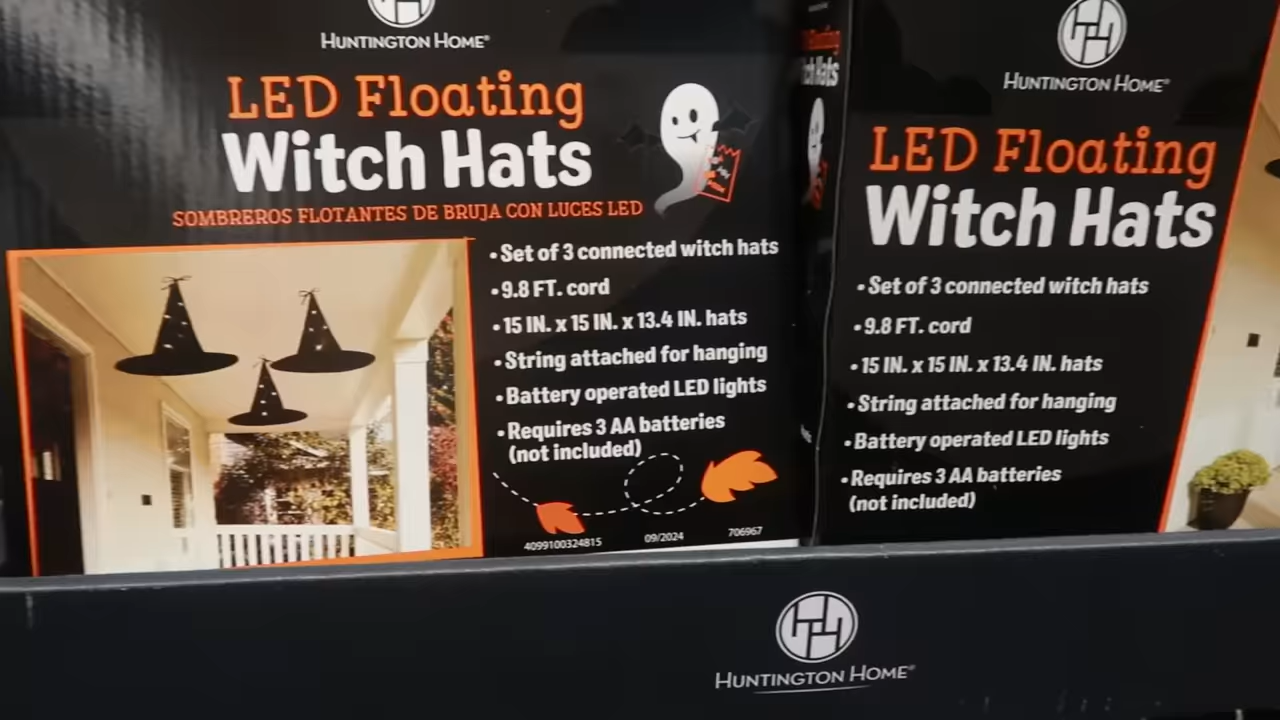 HUNTINGTON HOME®
LED Floating
Witch Hats
SOMBREROS FLOTANTES DE BRUJA CON LUCES LED
•Set of 3 connected witch hats
•9.8 FT. cord
•15 IN. x 15 IN. x 13.4 IN. hats
•String attached for hanging
•Battery operated LED lights
•Requires 3 AA batteries
(not included)
4099100324815 09/2024 706967
HUNTINGTON HOME®
LED Floating
Witch Hats
•Set of 3 connected witch hats
•9.8 FT. cord
•15 IN. x 15 IN. x 13.4 IN. hats
•String attached for hanging
•Battery operated LED lights
•Requires 3 AA batteries
(not included)
HUNTINGTON HOME®